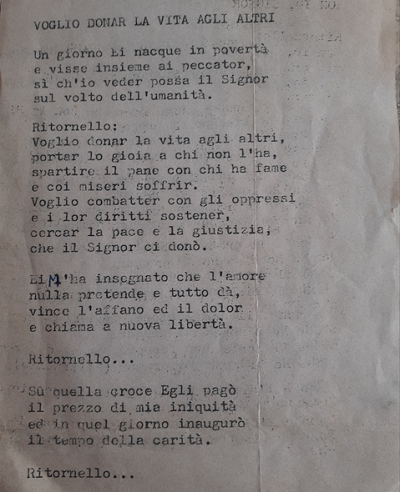 VOGLIO DONAR LA VITA AGLI ALTRI
Un giorno Ei nacque in povertà
e visse insieme ai peccator,
sì ch'io veder possa il Signor
sul volto dell'umanità.
Ritornello:
Voglio donar la vita agli altri,
portar lo gioia a chi non l'ha,
spartire il pane con chi ha fame
e coi miseri soffrir.
Voglio combatter con gli oppressi
e i lor diritti sostener,
cercar la pace e la giustizia,
che il Signor ci donò.
Ei M'ha insegnato che l'amore
nulla pretende e tutto dà,
vince l'affano ed il dolor
e chiama a nuova libertà.
Ritornello...
Sù quella croce Egli pagò
il prezzo di mia iniquità
ed in quel giorno inaugurò
il tempo della carità.
Ritornello...